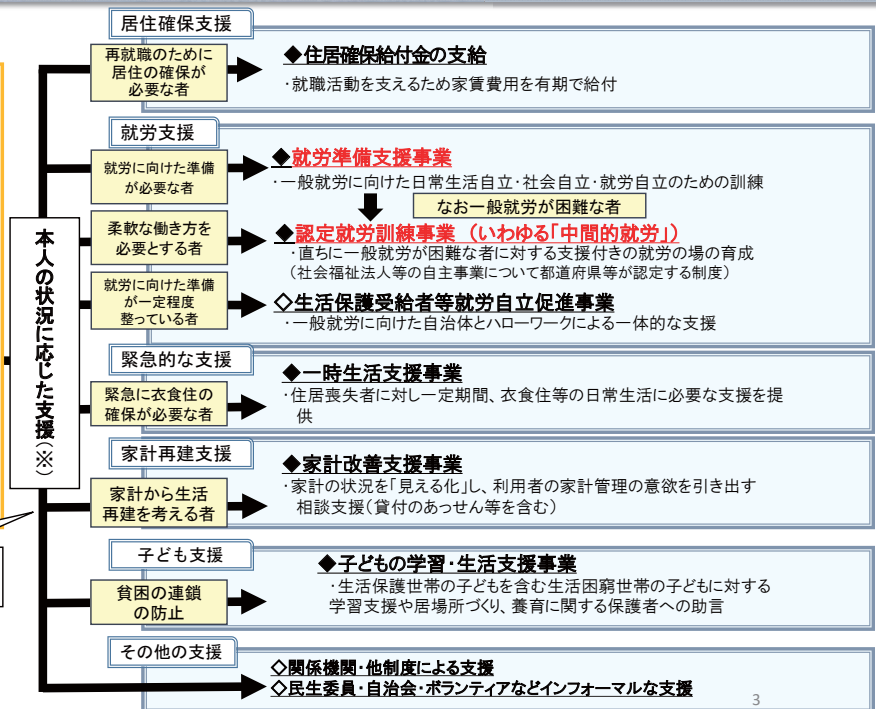 本人の状況に応じた支援(※)
居住確保支援
再就職のために
居住の確保が
必要な者
◆住居確保給付金の支給
・就職活動を支えるため家賃費用を有期で給付
就労支援
就労に向けた準備
が必要な者
◆就労準備支援事業
・一般就労に向けた日常生活自立・社会自立・就労自立のための訓練
なお一般就労が困難な者
柔軟な働き方を
必要とする者
◆認定就労訓練事業 (いわゆる「中間的就労」)
・直ちに一般就労が困難な者に対する支援付きの就労の場の育成
(社会福祉法人等の自主事業について都道府県等が認定する制度)
就労に向けた準備
が一定程度
整っている者
◇生活保護受給者等就労自立促進事業
・一般就労に向けた自治体とハローワークによる一体的な支援
緊急的な支援
緊急に衣食住の
確保が必要な者
◆一時生活支援事業
・住居喪失者に対し一定期間、衣食住等の日常生活に必要な支援を提
供
家計再建支援
家計から生活
再建を考える者
◆家計改善支援事業
・家計の状況を「見える化」し、利用者の家計管理の意欲を引き出す
相談支援(貸付のあっせん等を含む)
子ども支援
貧困の連鎖
の防止
◆子どもの学習・生活支援事業
・生活保護世帯の子どもを含む生活困窮世帯の子どもに対する
学習支援や居場所づくり、養育に関する保護者への助言
その他の支援
◇関係機関・他制度による支援
◇民生委員・自治会・ボランティアなどインフォーマルな支援
3